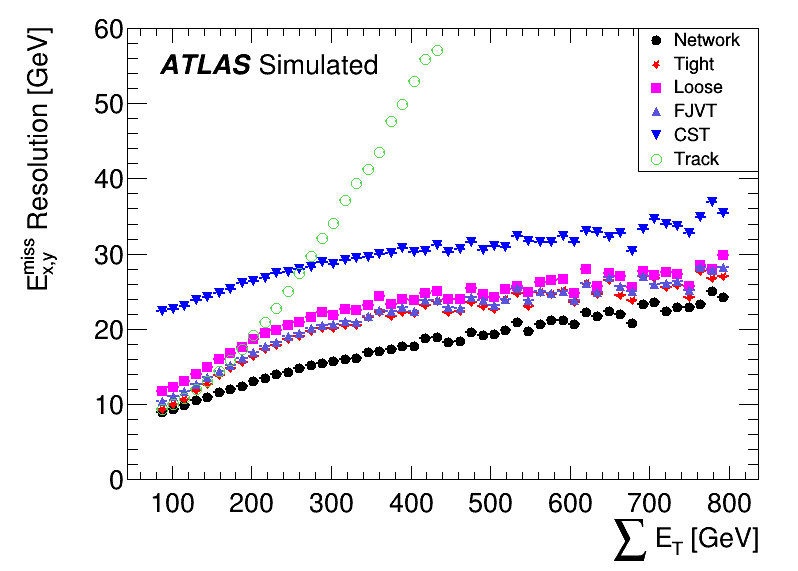 ATLAS Simulated
Network
Tight
Loose
FJVT
CST
Track
E^miss_x,y Resolution [GeV]
60
50
40
30
20
10
0
100 200 300 400 500 600 700 800
∑ E_T [GeV]